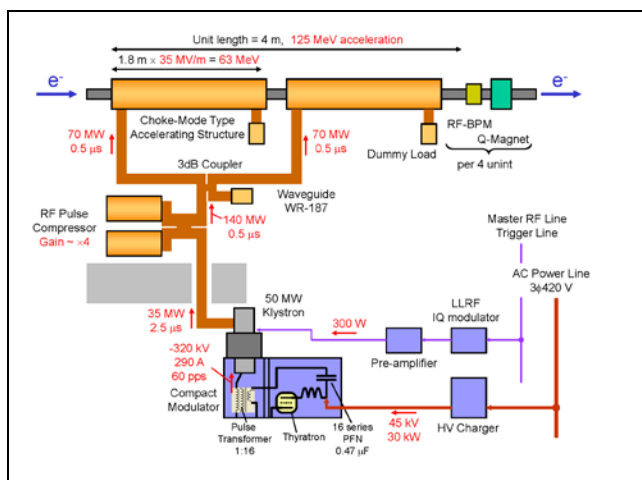 Unit length = 4 m, 125 MeV acceleration
1.8 m × 35 MV/m = 63 MeV
e-
e-
Choke-Mode Type
Accelerating Structure
RF-BPM
Q-Magnet
per 4 unint
70 MW
0.5 μs
70 MW
0.5 μs
Dummy Load
3dB Coupler
Waveguide
WR-187
RF Pulse
Compressor
Gain ~ ×4
140 MW
0.5 μs
Master RF Line
Trigger Line
AC Power Line
3ϕ420 V
35 MW
2.5 μs
50 MW
Klystron
300 W
LLRF
IQ modulator
Pre-amplifier
-320 kV
290 A
60 pps
Compact
Modulator
Pulse
Transformer
1:16
Thyratron
16 series
PFN
0.47 μF
45 kV
30 kW
HV Charger